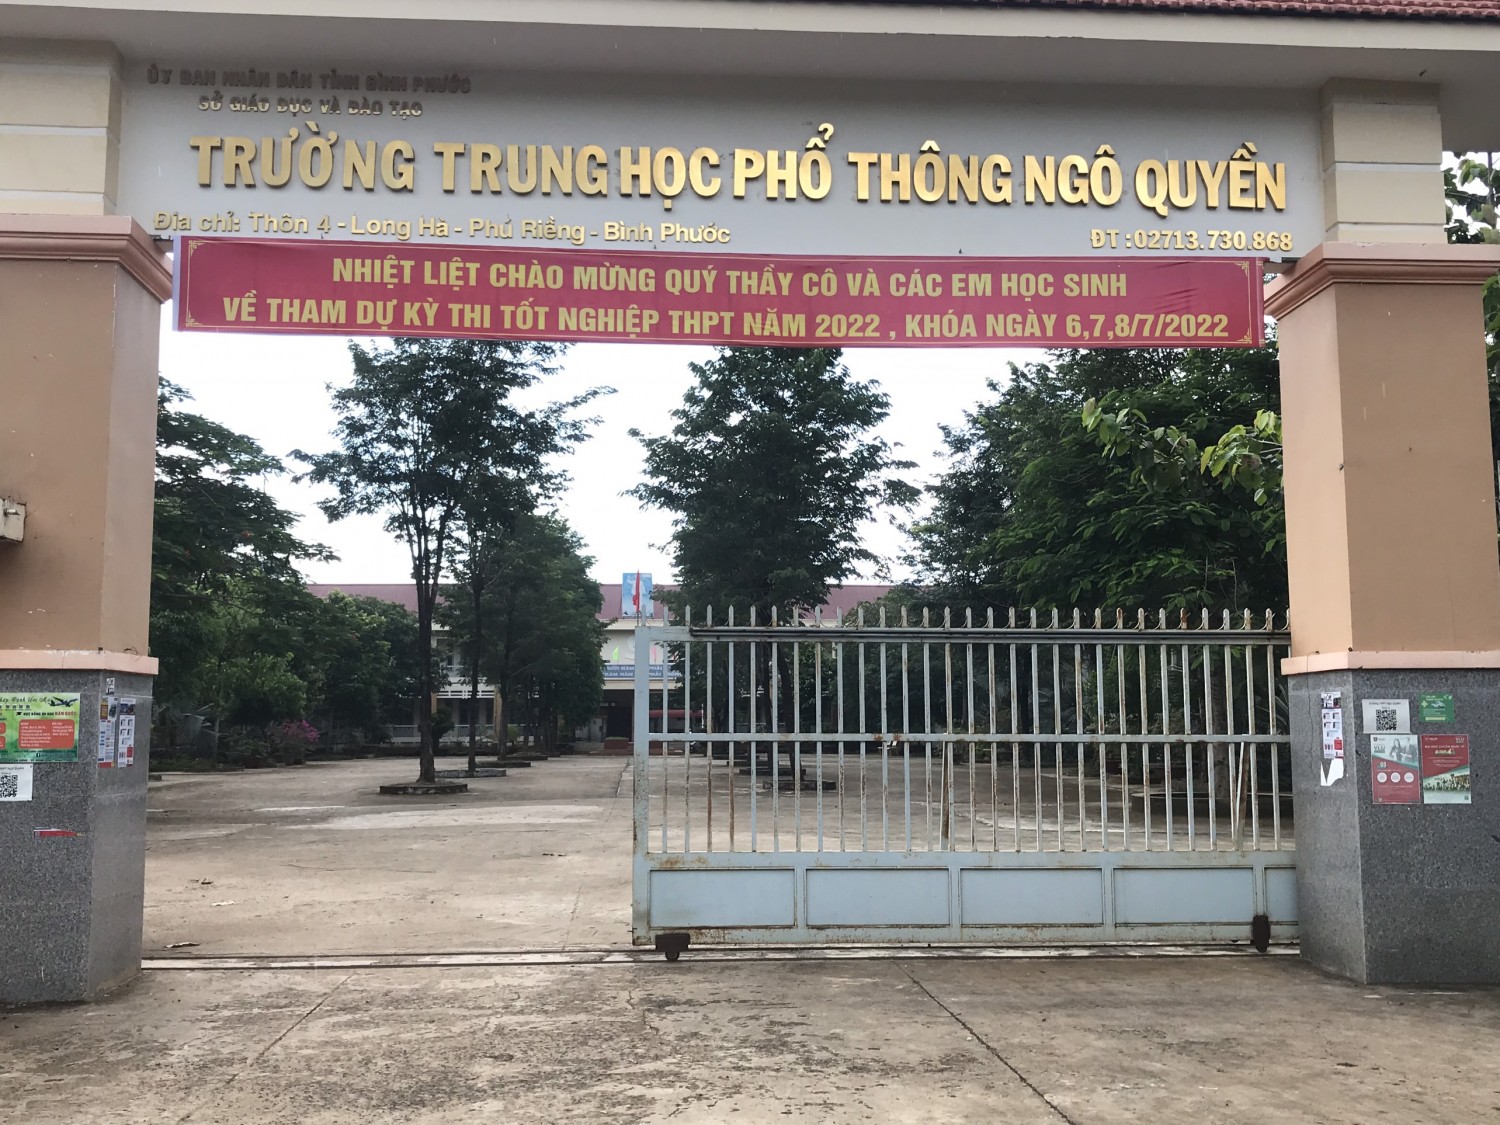 ỦY BAN NHÂN DÂN TỈNH BÌNH PHƯỚC
SỞ GIÁO DỤC VÀ ĐÀO TẠO
TRƯỜNG TRUNG HỌC PHỔ THÔNG NGÔ QUYỀN
Địa chỉ: Thôn 4 - Long Hà - Phú Riềng - Bình Phước
ĐT :02713.730.868
NHIỆT LIỆT CHÀO MỪNG QUÝ THẦY CÔ VÀ CÁC EM HỌC SINH
VỀ THAM DỰ KỲ THI TỐT NGHIỆP THPT NĂM 2022 , KHÓA NGÀY 6,7,8/7/2022